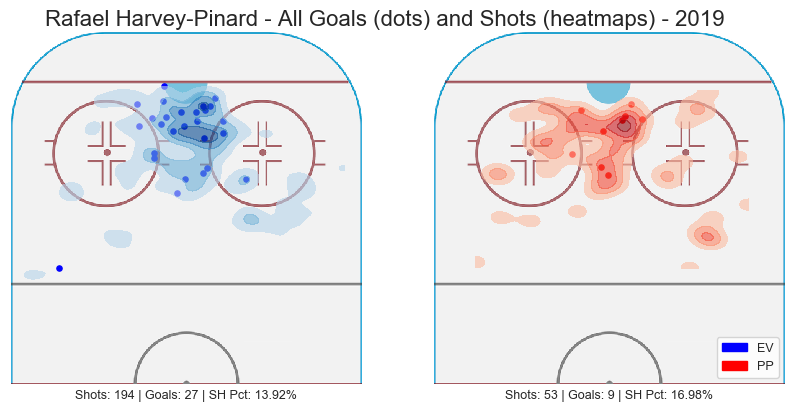 Rafael Harvey-Pinard - All Goals (dots) and Shots (heatmaps) - 2019
EV
PP
Shots: 194 | Goals: 27 | SH Pct: 13.92%
Shots: 53 | Goals: 9 | SH Pct: 16.98%